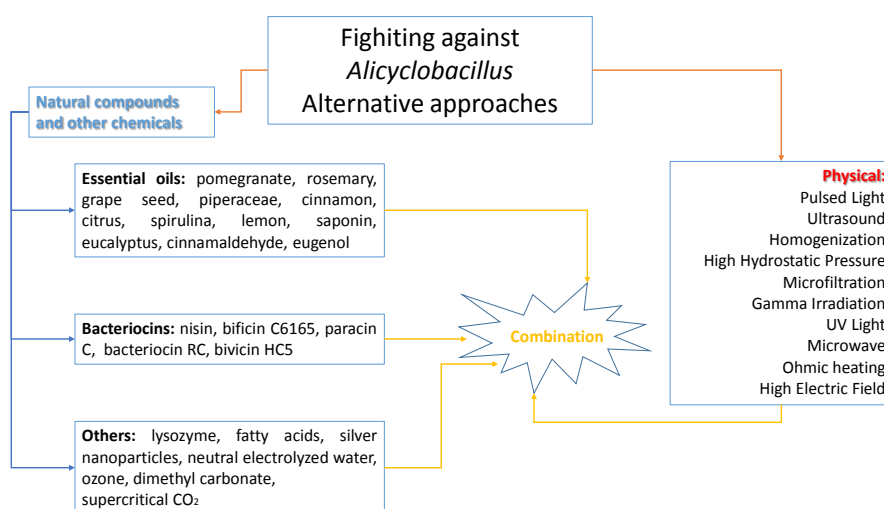 Fighiting against
Alicyclobacillus
Alternative approaches
Natural compounds
and other chemicals
Essential oils: pomegranate, rosemary,
grape seed, piperaceae, cinnamon,
citrus, spirulina, lemon, saponin,
eucalyptus, cinnamaldehyde, eugenol
Bacteriocins: nisin, bificin C6165, paracin
C, bacteriocin RC, bivicin HC5
Others: lysozyme, fatty acids, silver
nanoparticles, neutral electrolyzed water,
ozone, dimethyl carbonate,
supercritical CO₂
Combination
Physical:
Pulsed Light
Ultrasound
Homogenization
High Hydrostatic Pressure
Microfiltration
Gamma Irradiation
UV Light
Microwave
Ohmic heating
High Electric Field